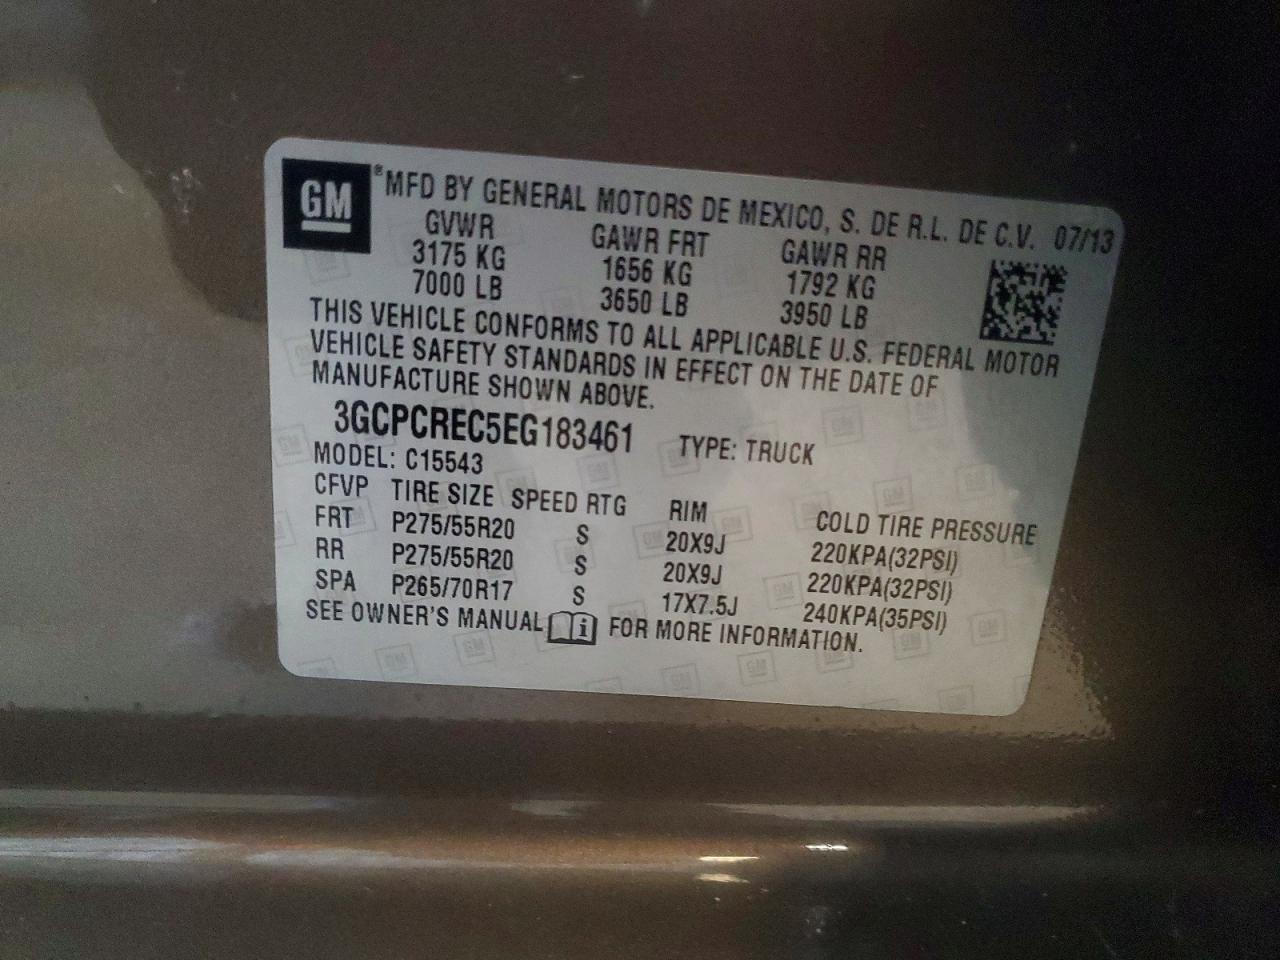 GM ®MFD BY GENERAL MOTORS DE MEXICO, S. DE R.L. DE C.V. 07/13
GVWR GAWR FRT GAWR RR
3175 KG 1656 KG 1792 KG
7000 LB 3650 LB 3950 LB
THIS VEHICLE CONFORMS TO ALL APPLICABLE U.S. FEDERAL MOTOR
VEHICLE SAFETY STANDARDS IN EFFECT ON THE DATE OF
MANUFACTURE SHOWN ABOVE.
3GCPCREC5EG183461 TYPE: TRUCK
MODEL: C15543
CFVP TIRE SIZE SPEED RTG RIM COLD TIRE PRESSURE
FRT P275/55R20 S 20X9J 220KPA(32PSI)
RR P275/55R20 S 20X9J 220KPA(32PSI)
SPA P265/70R17 S 17X7.5J 240KPA(35PSI)
SEE OWNER'S MANUAL i FOR MORE INFORMATION.